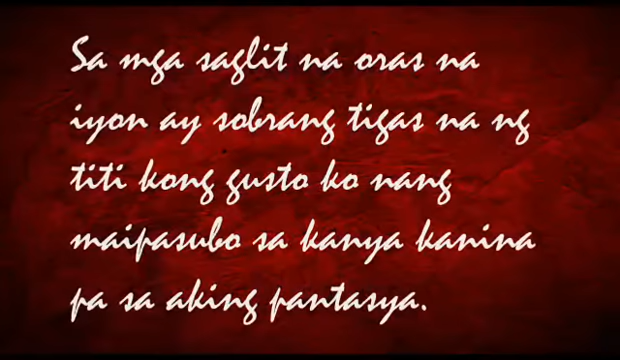 Sa mga saglit na oras na
iyon ay sobrang tigas na ng
titi kong gusto ko nang
maipasubo sa kanya kanina
pa sa aking pantasya.